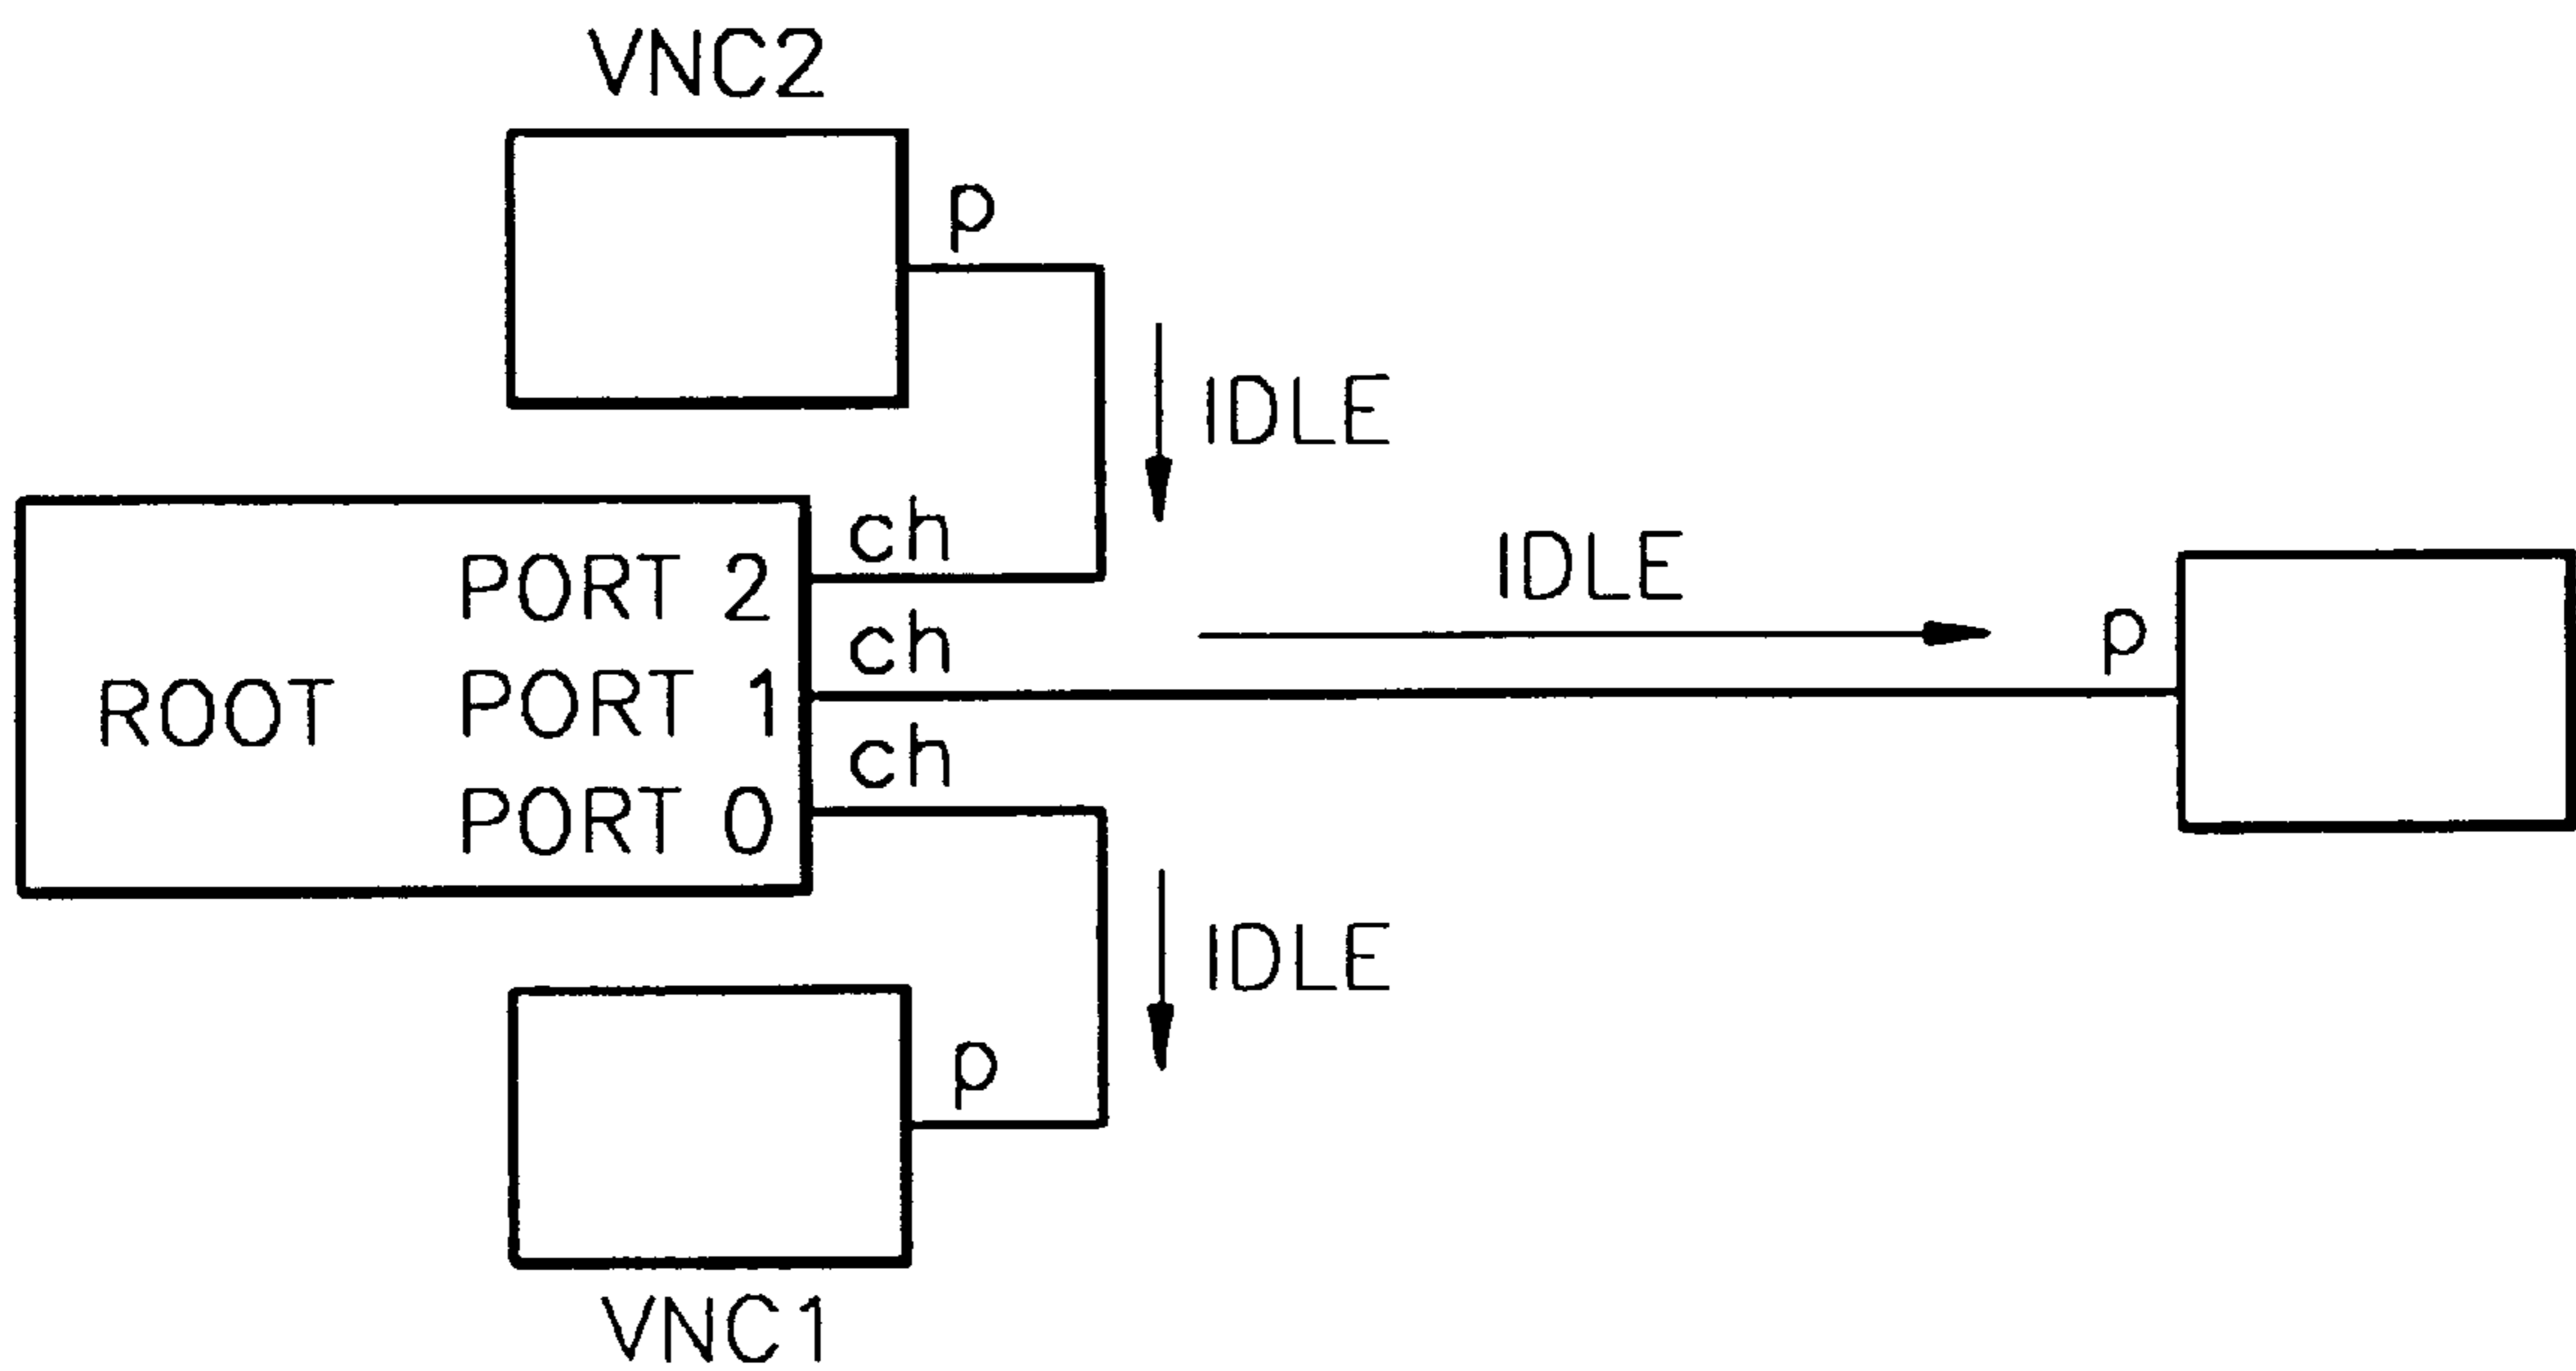 VNC2
p
IDLE
ch
PORT 2
IDLE
ch
p
ROOT
PORT 1
ch
PORT 0
IDLE
p
VNC1